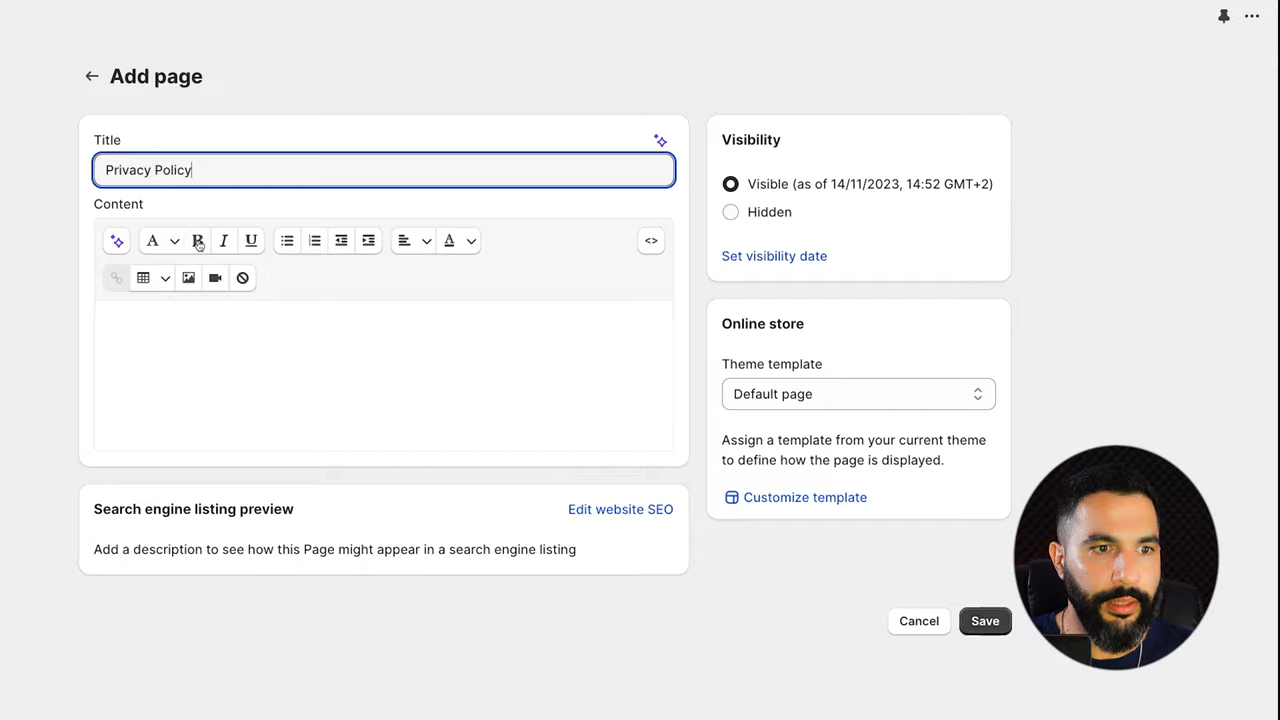 Add page
Title
Privacy Policy
Content
A B I U A <>
Search engine listing preview
Edit website SEO
Add a description to see how this Page might appear in a search engine listing
Visibility
Visible (as of 14/11/2023, 14:52 GMT+2)
Hidden
Set visibility date
Online store
Theme template
Default page
Assign a template from your current theme
to define how the page is displayed.
Customize template
Cancel
Save